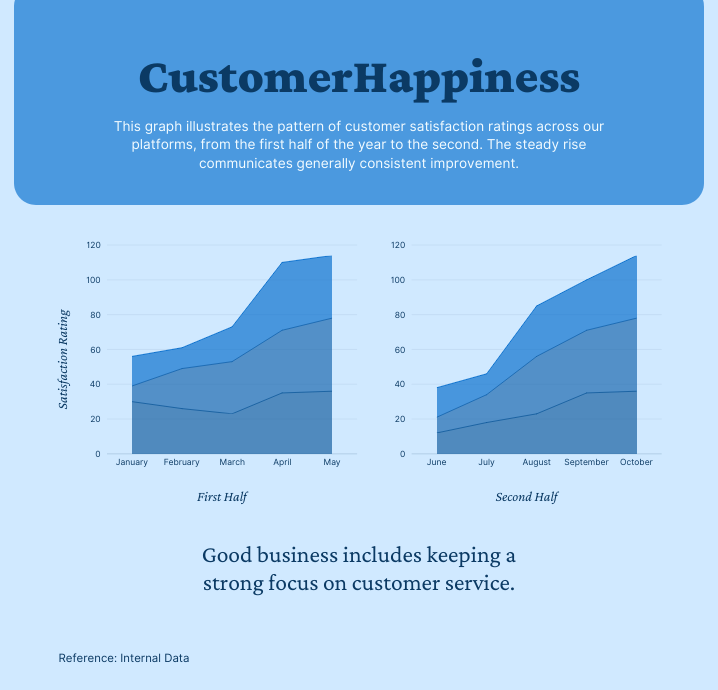 CustomerHappiness
This graph illustrates the pattern of customer satisfaction ratings across our
platforms, from the first half of the year to the second. The steady rise
communicates generally consistent improvement.
Satisfaction Rating
120
100
80
60
40
20
0
January February March April May
First Half
120
100
80
60
40
20
0
June July August September October
Second Half
Good business includes keeping a
strong focus on customer service.
Reference: Internal Data